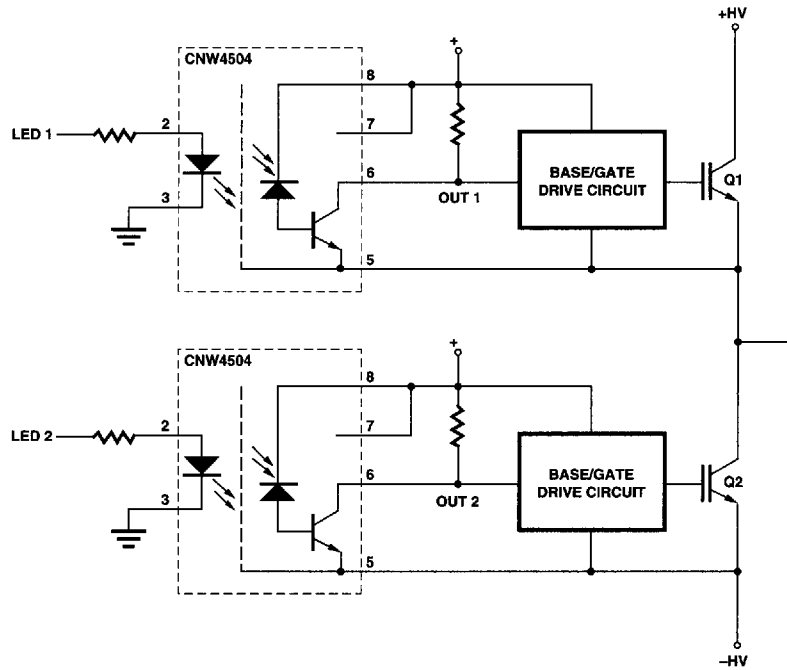 +HV
CNW4504
8
+
LED 1
2
7
3
6
BASE/GATE
DRIVE CIRCUIT
Q1
OUT 1
5
CNW4504
8
+
LED 2
2
7
3
6
BASE/GATE
DRIVE CIRCUIT
Q2
OUT 2
5
–HV